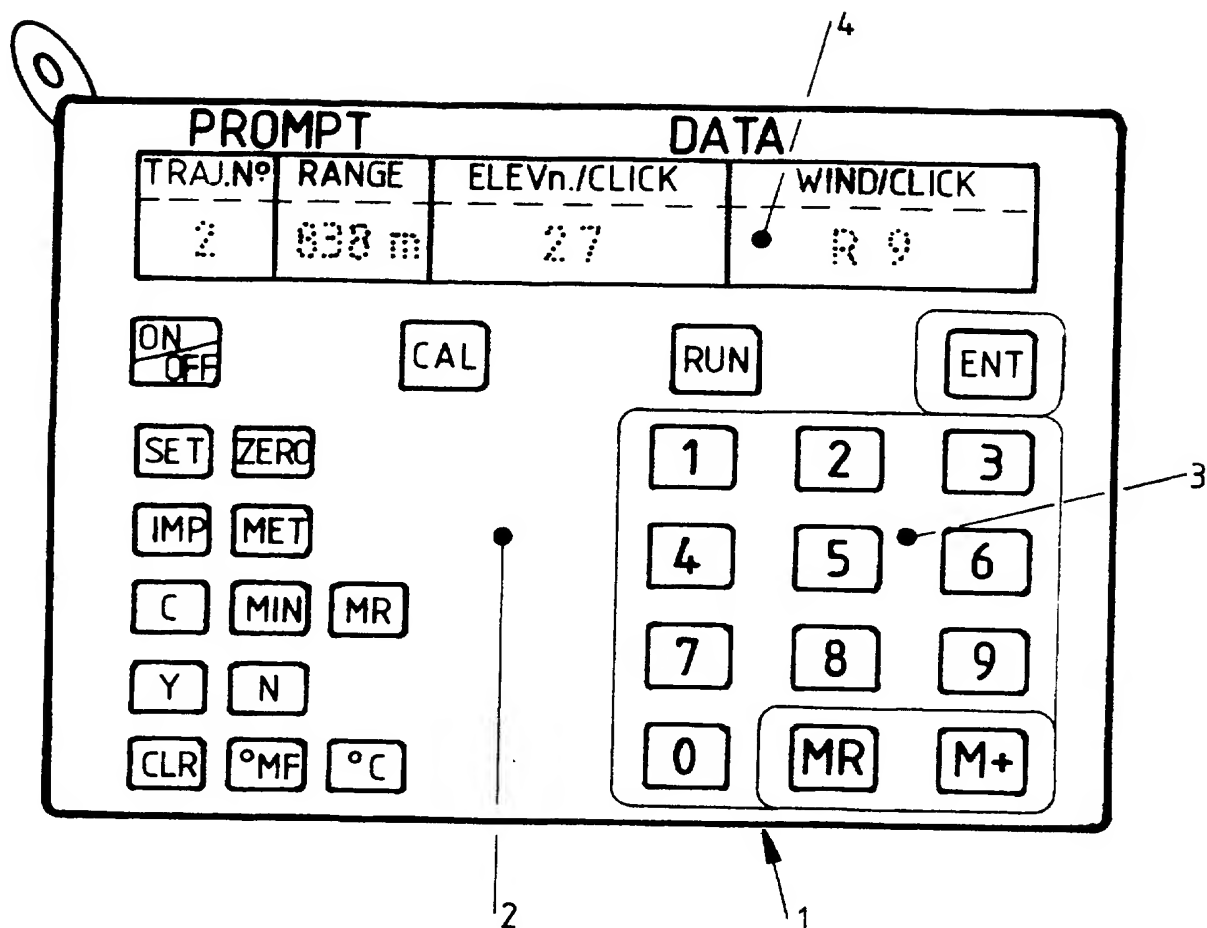 4
PROMPT DATA
TRAJ.Nº RANGE ELEVn./CLICK WIND/CLICK
2 838 m 27 R 9
ON OFF CAL RUN ENT
SET ZERO 1 2 3
3
IMP MET 4 5 6
C MIN MR 7 8 9
Y N
CLR °MF °C 0 MR M+
2 1